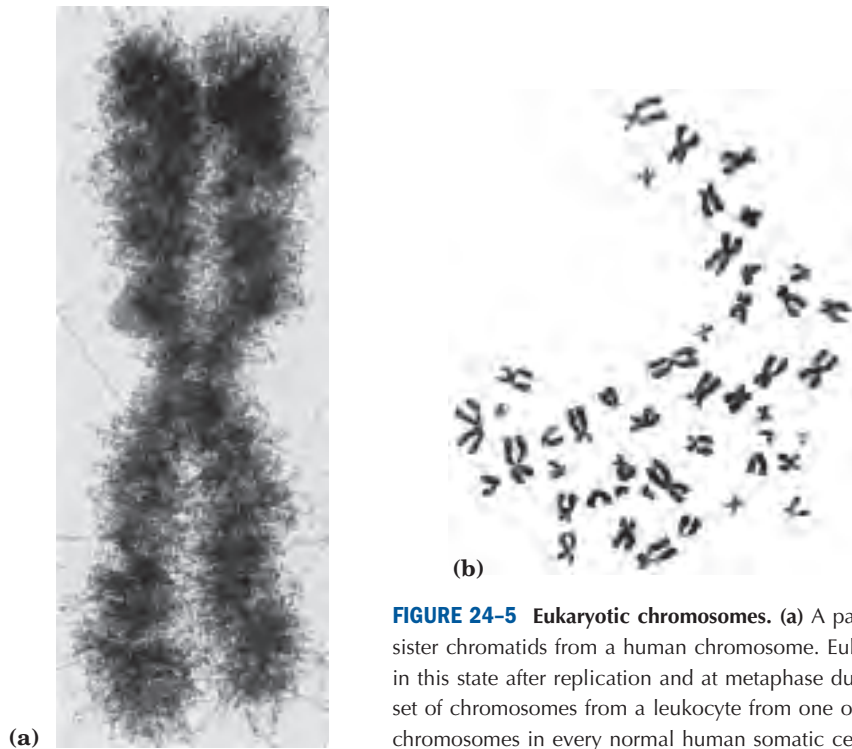 (a)
(b)
FIGURE 24–5 Eukaryotic chromosomes. (a) A pa
sister chromatids from a human chromosome. Euk
in this state after replication and at metaphase du
set of chromosomes from a leukocyte from one o
chromosomes in every normal human somatic ce